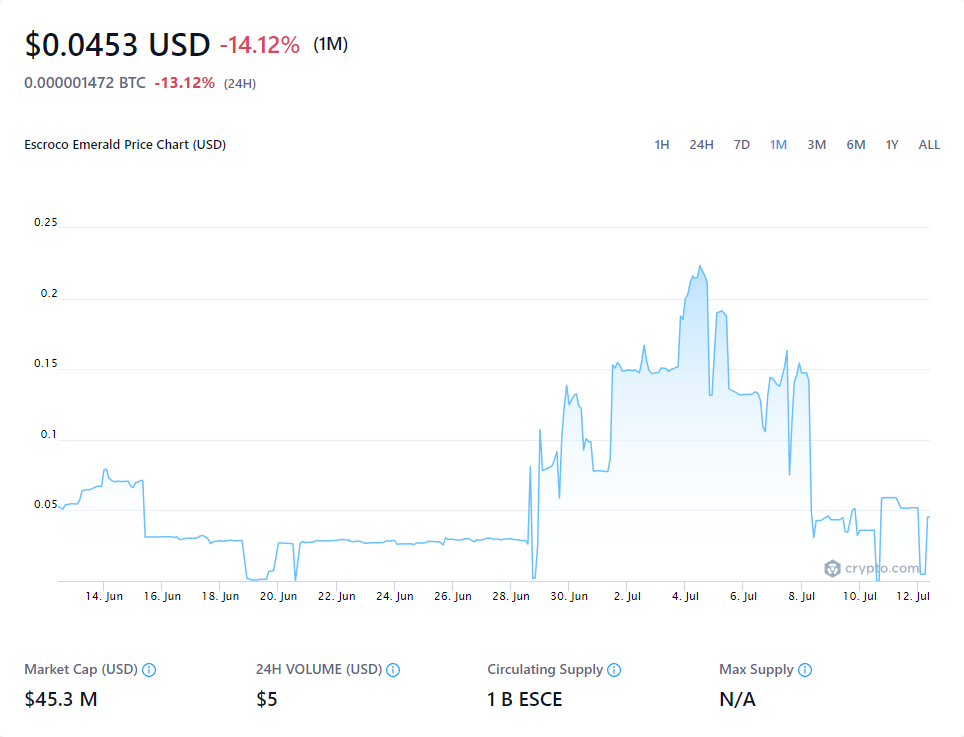 $0.0453 USD -14.12% (1M)
0.000001472 BTC -13.12% (24H)
Escroco Emerald Price Chart (USD) 1H 24H 7D 1M 3M 6M 1Y ALL
0.25
0.2
0.15
0.1
0.05
crypto.com
14. Jun 16. Jun 18. Jun 20. Jun 22. Jun 24. Jun 26. Jun 28. Jun 30. Jun 2. Jul 4. Jul 6. Jul 8. Jul 10. Jul 12. Jul
Market Cap (USD) 24H VOLUME (USD) Circulating Supply Max Supply
$45.3 M $5 1 B ESCE N/A